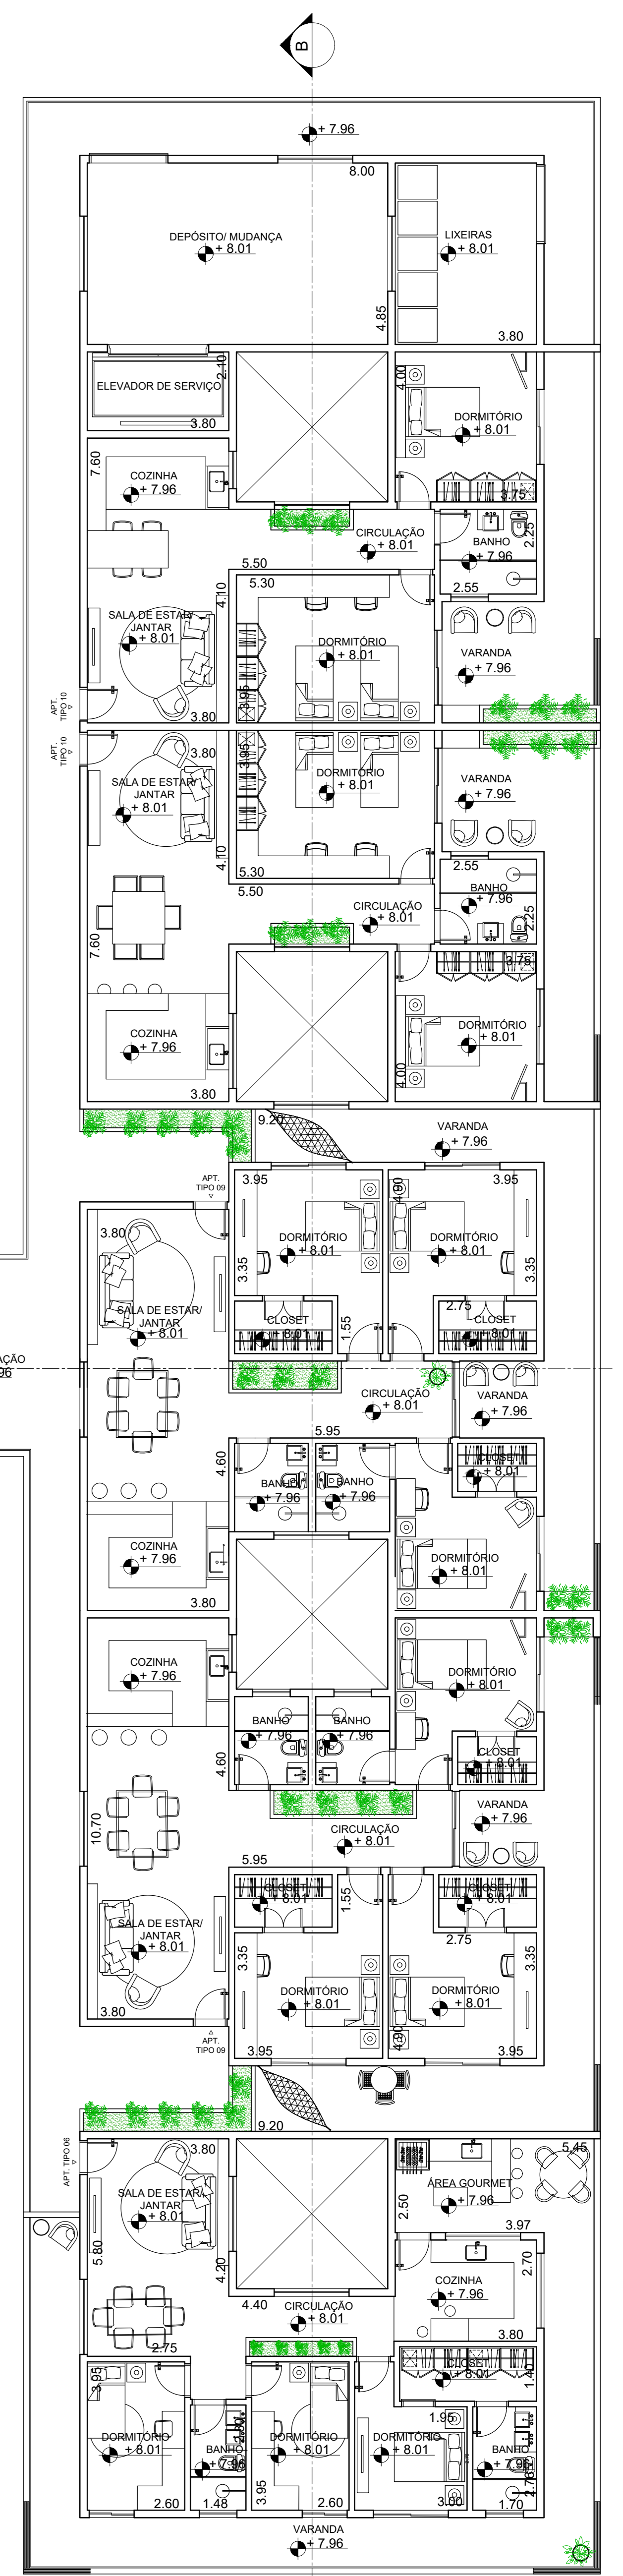 B
+ 7.96
8.00
DEPÓSITO/ MUDANÇA
+ 8.01
LIXEIRAS
+ 8.01
4.85
3.80
2.10
ELEVADOR DE SERVIÇO
3.80
4.00
DORMITÓRIO
+ 8.01
3.75
7.60
COZINHA
+ 7.96
CIRCULAÇÃO
+ 8.01
BANHO
+ 7.96
2.25
2.55
5.50
5.30
4.10
SALA DE ESTAR/
JANTAR
+ 8.01
DORMITÓRIO
+ 8.01
3.95
VARANDA
+ 7.96
APT.
TIPO 10
3.80
APT.
TIPO 10
3.80
SALA DE ESTAR/
JANTAR
+ 8.01
3.95
DORMITÓRIO
+ 8.01
VARANDA
+ 7.96
4.10
5.30
5.50
2.55
BANHO
+ 7.96
2.25
CIRCULAÇÃO
+ 8.01
7.60
3.75
COZINHA
+ 7.96
DORMITÓRIO
+ 8.01
4.00
3.80
9.20
VARANDA
+ 7.96
APT.
TIPO 09
3.95
4.90
3.95
3.80
DORMITÓRIO
+ 8.01
DORMITÓRIO
+ 8.01
3.35
3.35
SALA DE ESTAR/
JANTAR
+ 8.01
CLOSET
+ 8.01
1.55
2.75
CLOSET
+ 8.01
AÇÃO
96
CIRCULAÇÃO
+ 8.01
VARANDA
+ 7.96
5.95
4.60
BANHO
+ 7.96
BANHO
+ 7.96
CLOSET
+ 8.01
COZINHA
+ 7.96
DORMITÓRIO
+ 8.01
3.80
COZINHA
+ 7.96
DORMITÓRIO
+ 8.01
BANHO
+ 7.96
BANHO
+ 7.96
4.60
CLOSET
+ 8.01
VARANDA
+ 7.96
10.70
CIRCULAÇÃO
+ 8.01
5.95
CLOSET
+ 8.01
1.55
CLOSET
+ 8.01
SALA DE ESTAR/
JANTAR
+ 8.01
2.75
3.35
3.35
DORMITÓRIO
+ 8.01
DORMITÓRIO
+ 8.01
3.80
APT.
TIPO 09
3.95
4.90
3.95
9.20
APT. TIPO 06
3.80
5.45
SALA DE ESTAR/
JANTAR
+ 8.01
ÁREA GOURMET
+ 7.96
2.50
3.97
5.80
4.20
COZINHA
+ 7.96
2.70
4.40
CIRCULAÇÃO
+ 8.01
3.80
2.75
3.95
CLOSET
+ 8.01
1.40
1.95
DORMITÓRIO
+ 8.01
BANHO
+ 7.96
DORMITÓRIO
+ 8.01
DORMITÓRIO
+ 8.01
BANHO
+ 7.96
3.95
2.60
1.48
2.60
3.00
1.70
VARANDA
+ 7.96